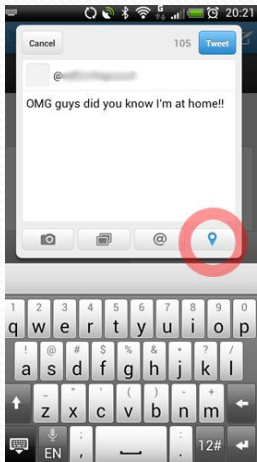 20:21
Cancel 105 Tweet
@
OMG guys did you know I'm at home!!
@
1 2 3 4 5 6 7 8 9 0
q w e r t y u i o p
! @ # $ % & * ? /
a s d f g h j k l
_ - ( ) - +
z x c v b n m
EN , . 12#